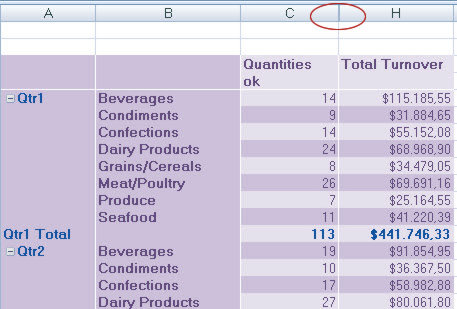 A B C H
Quantities ok Total Turnover
Qtr1 Beverages 14 $115.185,55
Condiments 9 $31.884,65
Confections 14 $55.152,08
Dairy Products 24 $68.968,90
Grains/Cereals 8 $34.479,05
Meat/Poultry 26 $69.691,16
Produce 7 $25.164,55
Seafood 11 $41.220,39
Qtr1 Total 113 $441.746,33
Qtr2 Beverages 19 $91.854,95
Condiments 10 $36.367,50
Confections 17 $58.982,88
Dairy Products 27 $80.061,80